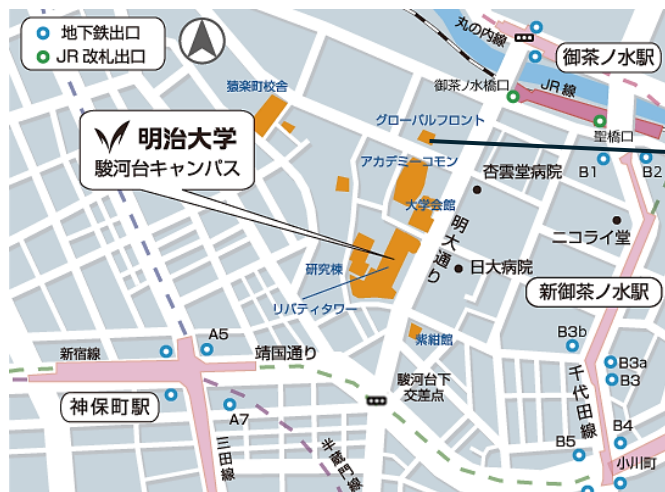 地下鉄出口
JR 改札出口
丸の内線
御茶ノ水駅
JR 線
御茶ノ水橋口
猿楽町校舎
グローバルフロント
聖橋口
明治大学
駿河台キャンパス
アカデミーコモン
杏雲堂病院
B1
B2
大学会館
明大通り
ニコライ堂
研究棟
日大病院
リバティタワー
新御茶ノ水駅
紫紺館
A5
新宿線
靖国通り
B3b
B3a
B3
駿河台下
交差点
千代田線
神保町駅
A7
三田線
半蔵門線
B5
B4
小川町